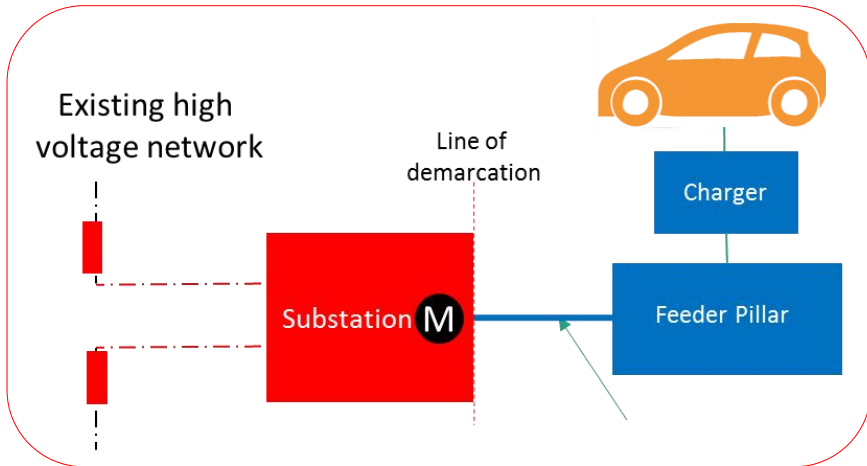 Existing high
voltage network
Line of
demarcation
Charger
Substation
M
Feeder Pillar